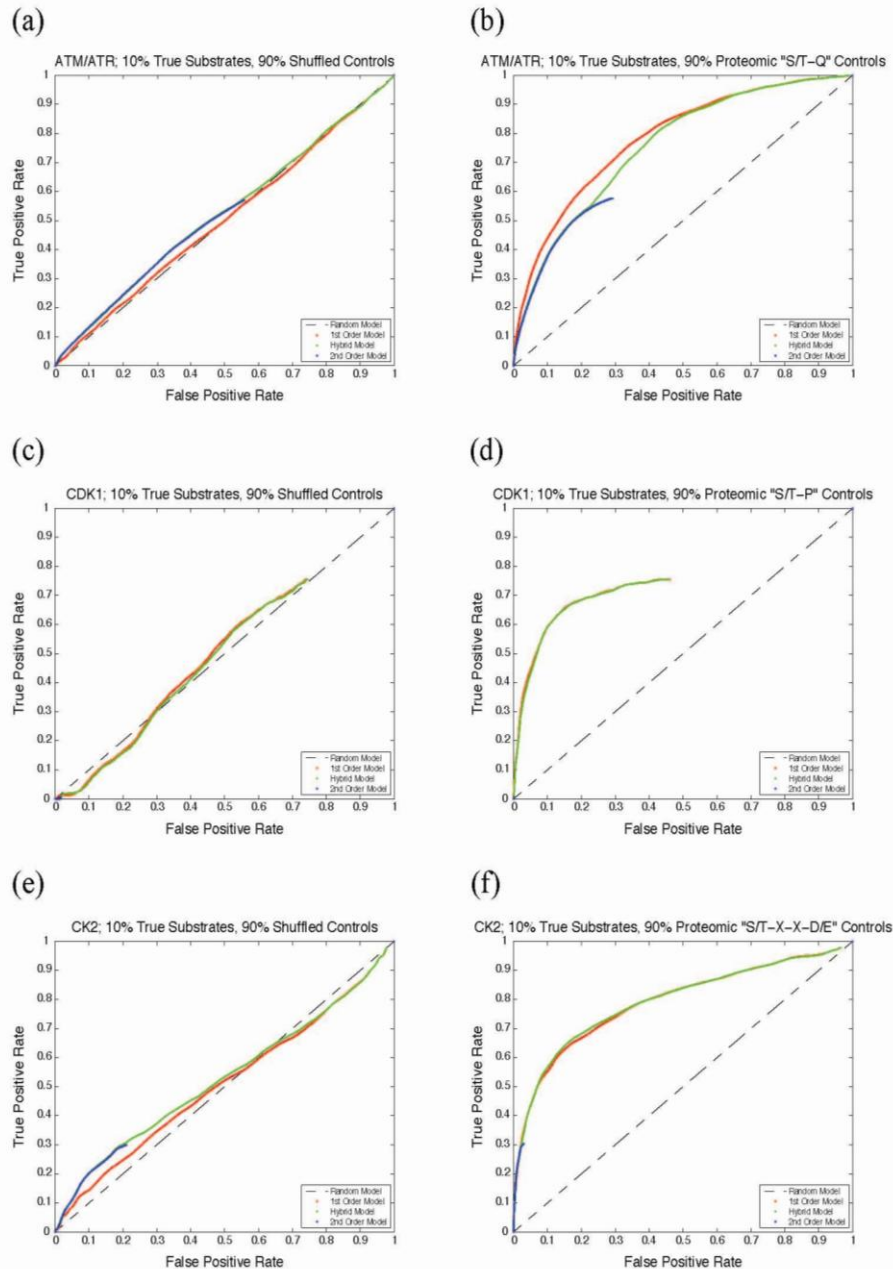 (a)
ATM/ATR; 10% True Substrates, 90% Shuffled Controls
1
0.9
0.8
0.7
0.6
0.5
0.4
0.3
0.2
0.1
0
True Positive Rate
Random Model
1st Order Model
Hybrid Model
2nd Order Model
0 0.1 0.2 0.3 0.4 0.5 0.6 0.7 0.8 0.9 1
False Positive Rate
(b)
ATM/ATR; 10% True Substrates, 90% Proteomic "S/T-Q" Controls
1
0.9
0.8
0.7
0.6
0.5
0.4
0.3
0.2
0.1
0
True Positive Rate
Random Model
1st Order Model
Hybrid Model
2nd Order Model
0 0.1 0.2 0.3 0.4 0.5 0.6 0.7 0.8 0.9 1
False Positive Rate
(c)
CDK1; 10% True Substrates, 90% Shuffled Controls
1
0.9
0.8
0.7
0.6
0.5
0.4
0.3
0.2
0.1
0
True Positive Rate
Random Model
1st Order Model
Hybrid Model
2nd Order Model
0 0.1 0.2 0.3 0.4 0.5 0.6 0.7 0.8 0.9 1
False Positive Rate
(d)
CDK1; 10% True Substrates, 90% Proteomic "S/T-P" Controls
1
0.9
0.8
0.7
0.6
0.5
0.4
0.3
0.2
0.1
0
True Positive Rate
Random Model
1st Order Model
Hybrid Model
2nd Order Model
0 0.1 0.2 0.3 0.4 0.5 0.6 0.7 0.8 0.9 1
False Positive Rate
(e)
CK2; 10% True Substrates, 90% Shuffled Controls
1
0.9
0.8
0.7
0.6
0.5
0.4
0.3
0.2
0.1
0
True Positive Rate
Random Model
1st Order Model
Hybrid Model
2nd Order Model
0 0.1 0.2 0.3 0.4 0.5 0.6 0.7 0.8 0.9 1
False Positive Rate
(f)
CK2; 10% True Substrates, 90% Proteomic "S/T-X-X-D/E" Controls
1
0.9
0.8
0.7
0.6
0.5
0.4
0.3
0.2
0.1
0
True Positive Rate
Random Model
1st Order Model
Hybrid Model
2nd Order Model
0 0.1 0.2 0.3 0.4 0.5 0.6 0.7 0.8 0.9 1
False Positive Rate